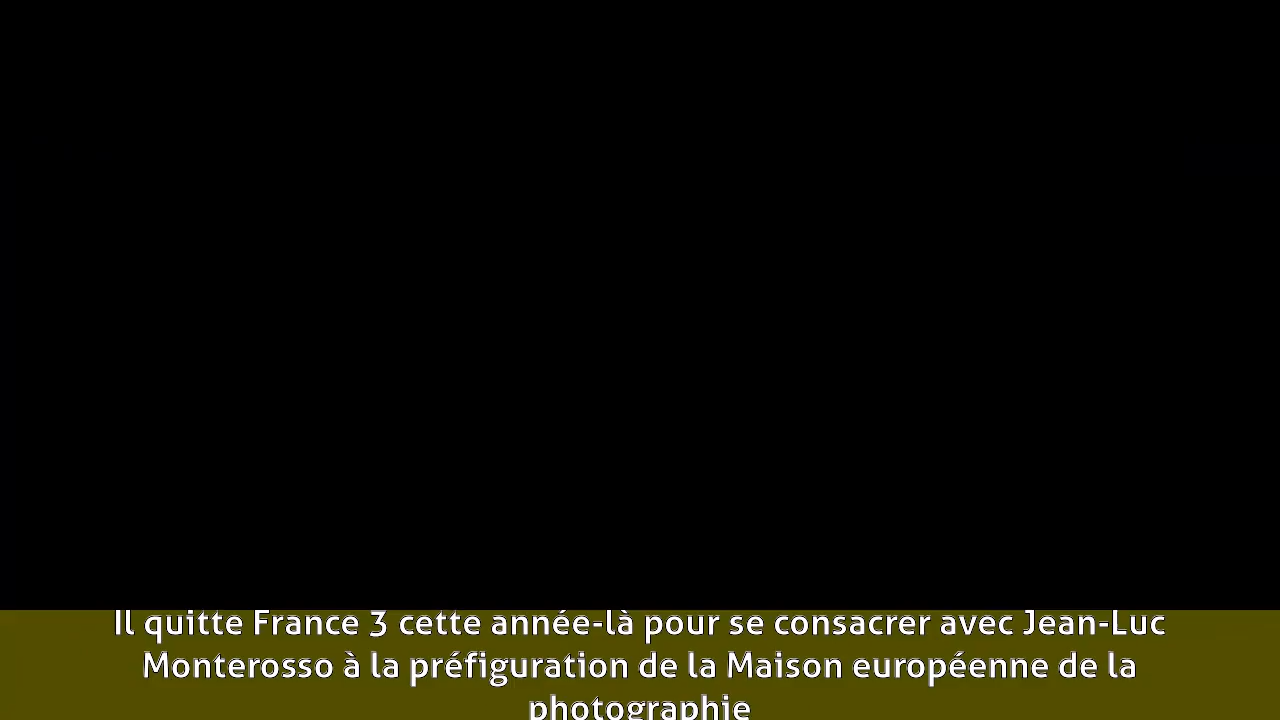 Il quitte France 3 cette année-là pour se consacrer avec Jean-Luc
Monterosso à la préfiguration de la Maison européenne de la
photographie